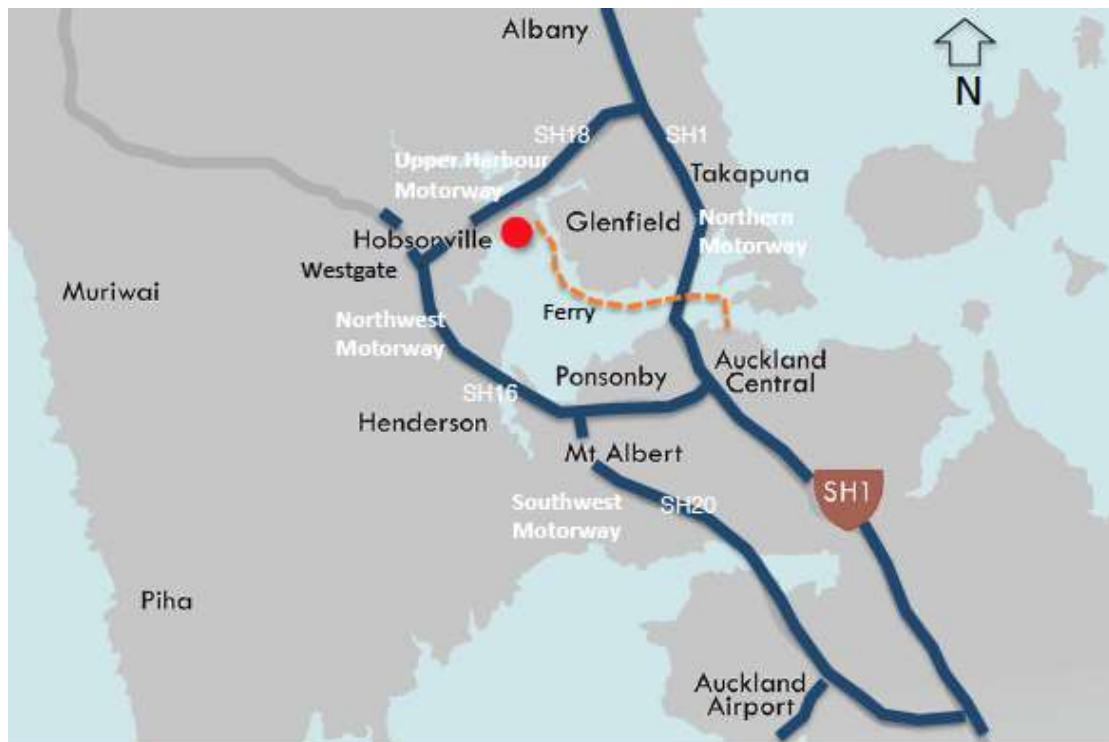 Albany
N
SH18
SH1
Upper Harbour
Motorway
Takapuna
Glenfield
Northern
Motorway
Hobsonville
Westgate
Muriwai
Ferry
Northwest
Motorway
Auckland
Central
Ponsonby
SH16
Henderson
Mt Albert
SH1
Southwest
Motorway
SH20
Piha
Auckland
Airport